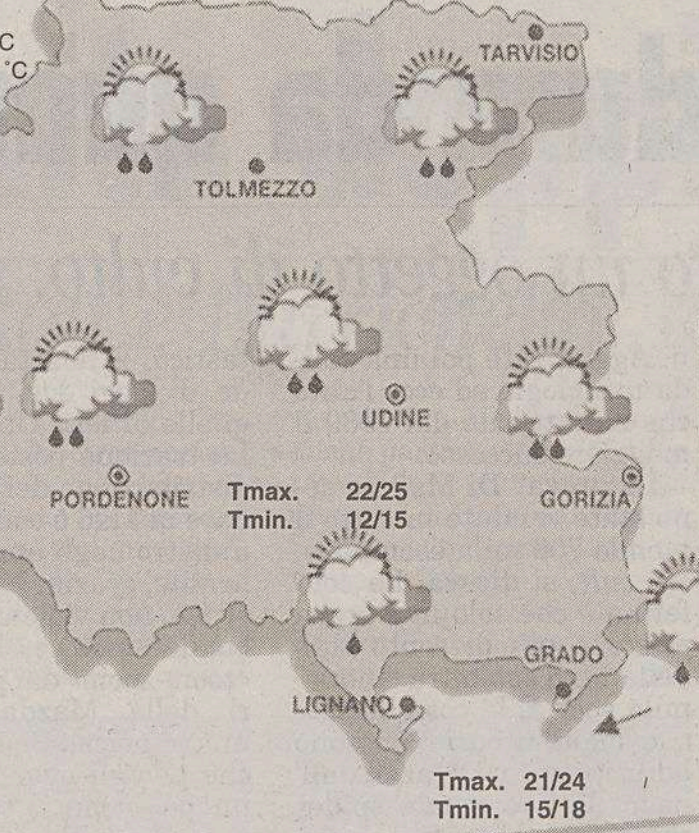 C
°C
TARVISIO
TOLMEZZO
UDINE
PORDENONE
Tmax. 22/25
Tmin. 12/15
GORIZIA
GRADO
LIGNANO
Tmax. 21/24
Tmin. 15/18